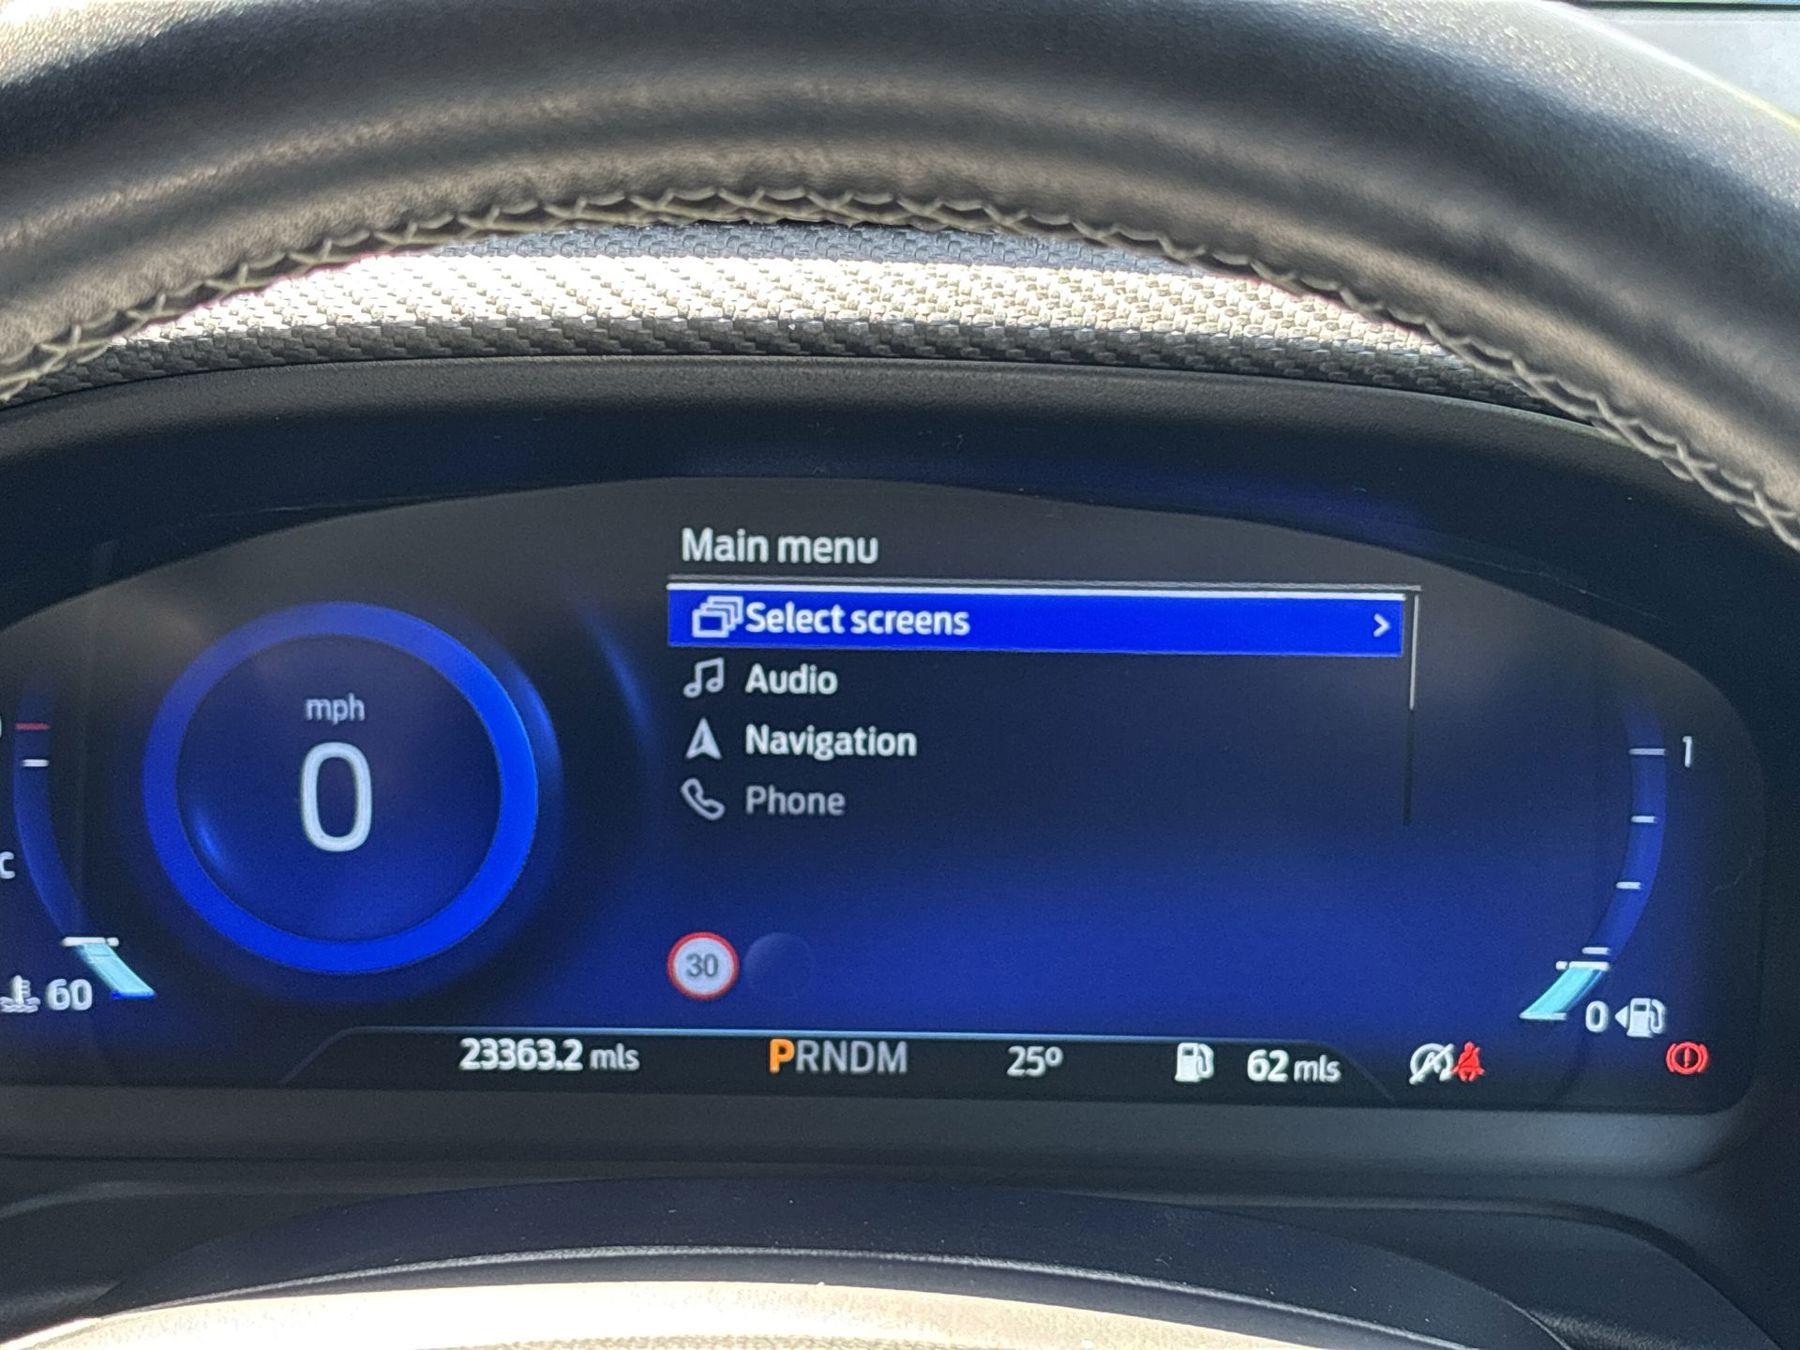 Main menu
Select screens
Audio
Navigation
Phone
mph
0
30
1
C
60
0
23363.2 mls
PRNDM
25º
62 mls